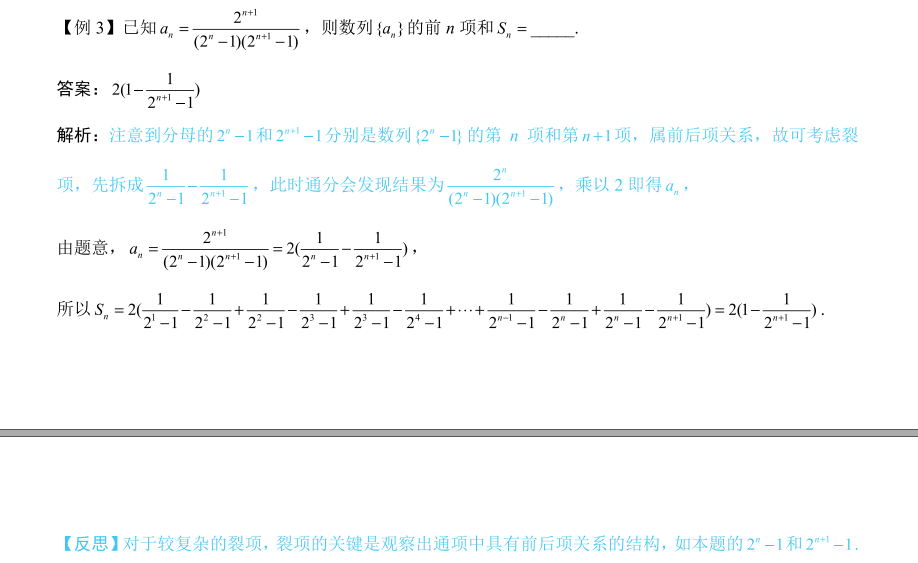 【例 3】已知 $a_n=\frac{2^{n+1}}{(2^n-1)(2^{n+1}-1)}$，则数列 $\{a_n\}$ 的前 n 项和 $S_n=$_____.
答案：$2(1-\frac{1}{2^{n+1}-1})$
解析：注意到分母的 $2^n-1$ 和 $2^{n+1}-1$ 分别是数列 $\{2^n-1\}$ 的第 n 项和第 $n+1$ 项，属前后项关系，故可考虑裂
项，先拆成 $\frac{1}{2^n-1}-\frac{1}{2^{n+1}-1}$，此时通分会发现结果为 $\frac{2^n}{(2^n-1)(2^{n+1}-1)}$，乘以 2 即得 $a_n$，
由题意，$a_n=\frac{2^{n+1}}{(2^n-1)(2^{n+1}-1)}=2(\frac{1}{2^n-1}-\frac{1}{2^{n+1}-1})$，
所以 $S_n=2(\frac{1}{2^1-1}-\frac{1}{2^2-1}+\frac{1}{2^2-1}-\frac{1}{2^3-1}+\frac{1}{2^3-1}-\frac{1}{2^4-1}+\cdots+\frac{1}{2^{n-1}-1}-\frac{1}{2^n-1}+\frac{1}{2^n-1}-\frac{1}{2^{n+1}-1})=2(1-\frac{1}{2^{n+1}-1})$.
【反思】对于较复杂的裂项，裂项的关键是观察出通项中具有前后项关系的结构，如本题的 $2^n-1$ 和 $2^{n+1}-1$.